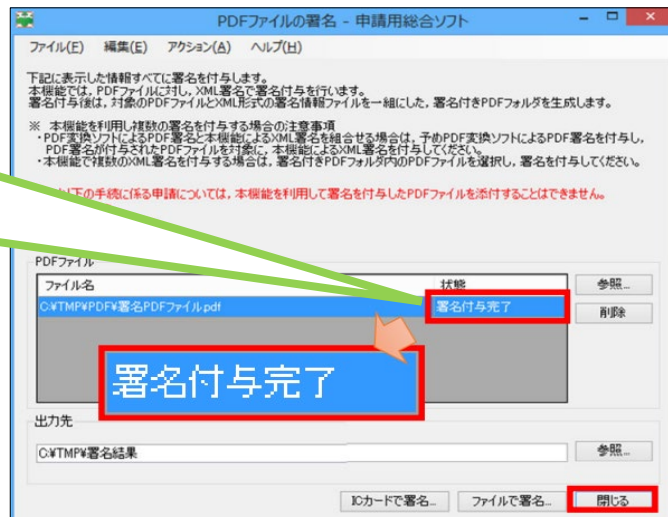 PDFファイルの署名 - 申請用総合ソフト
ファイル(F) 編集(E) アクション(A) ヘルプ(H)
下記に表示した情報すべてに署名を付与します。
本機能では，PDFファイルに対し，XML署名で署名付与を行います。
署名付与後は，対象のPDFファイルとXML形式の署名情報ファイルを一組にした，署名付きPDFフォルダを生成します。
※ 本機能を利用し複数の署名を付与する場合の注意事項
・PDF変換ソフトによるPDF署名と本機能によるXML署名を組合せる場合は，予めPDF変換ソフトによるPDF署名を付与し，
PDF署名が付与されたPDFファイルを対象に，本機能によるXML署名を付与してください。
・本機能で複数のXML署名を付与する場合は，署名付きPDFフォルダ内のPDFファイルを選択し，署名を付与してください。
以下の手続に係る申請については，本機能を利用して署名を付与したPDFファイルを添付することはできません。
PDFファイル
ファイル名 状態 参照...
C:¥TMP¥PDF¥署名PDFファイル.pdf 署名付与完了 削除
署名付与完了
出力先
C:¥TMP¥署名結果 参照...
ICカードで署名... ファイルで署名... 閉じる